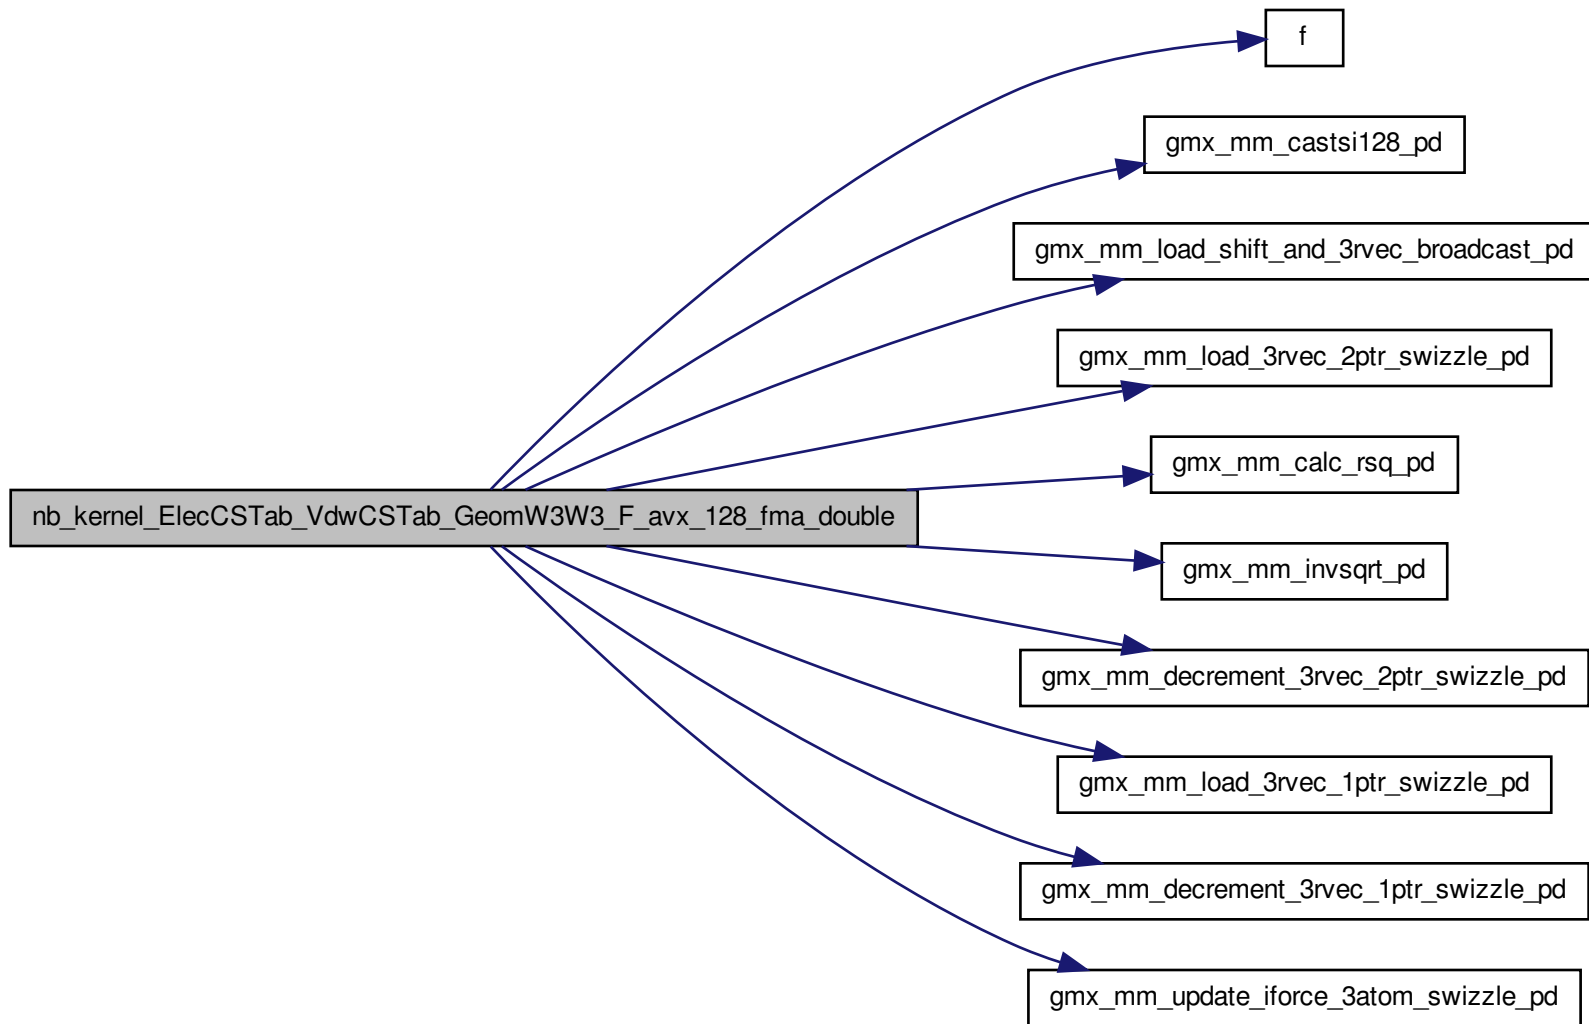 f
gmx_mm_castsi128_pd
gmx_mm_load_shift_and_3rvec_broadcast_pd
gmx_mm_load_3rvec_2ptr_swizzle_pd
gmx_mm_calc_rsq_pd
nb_kernel_ElecCSTab_VdwCSTab_GeomW3W3_F_avx_128_fma_double
gmx_mm_invsqrt_pd
gmx_mm_decrement_3rvec_2ptr_swizzle_pd
gmx_mm_load_3rvec_1ptr_swizzle_pd
gmx_mm_decrement_3rvec_1ptr_swizzle_pd
gmx_mm_update_iforce_3atom_swizzle_pd